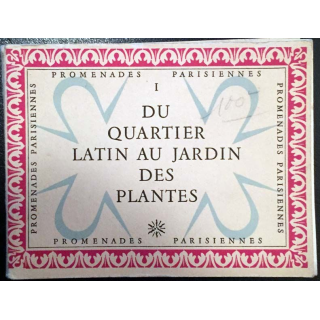 PROMENADES PARISIENNES
I
180
DU
QUARTIER
LATIN AU JARDIN
DES
PLANTES
PROMENADES PARISIENNES
PROMENADES PARISIENNES
PROMENADES PARISIENNES